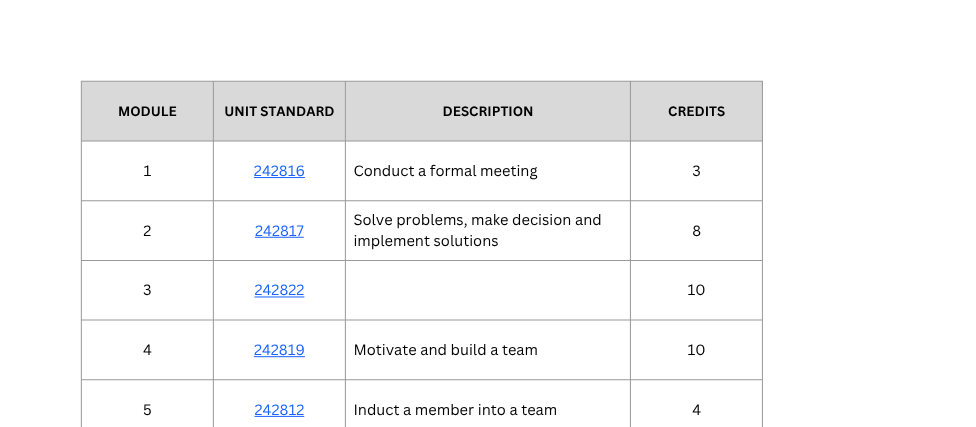 MODULE UNIT STANDARD DESCRIPTION CREDITS
1 242816 Conduct a formal meeting 3
2 242817 Solve problems, make decision and
implement solutions 8
3 242822 10
4 242819 Motivate and build a team 10
5 242812 Induct a member into a team 4